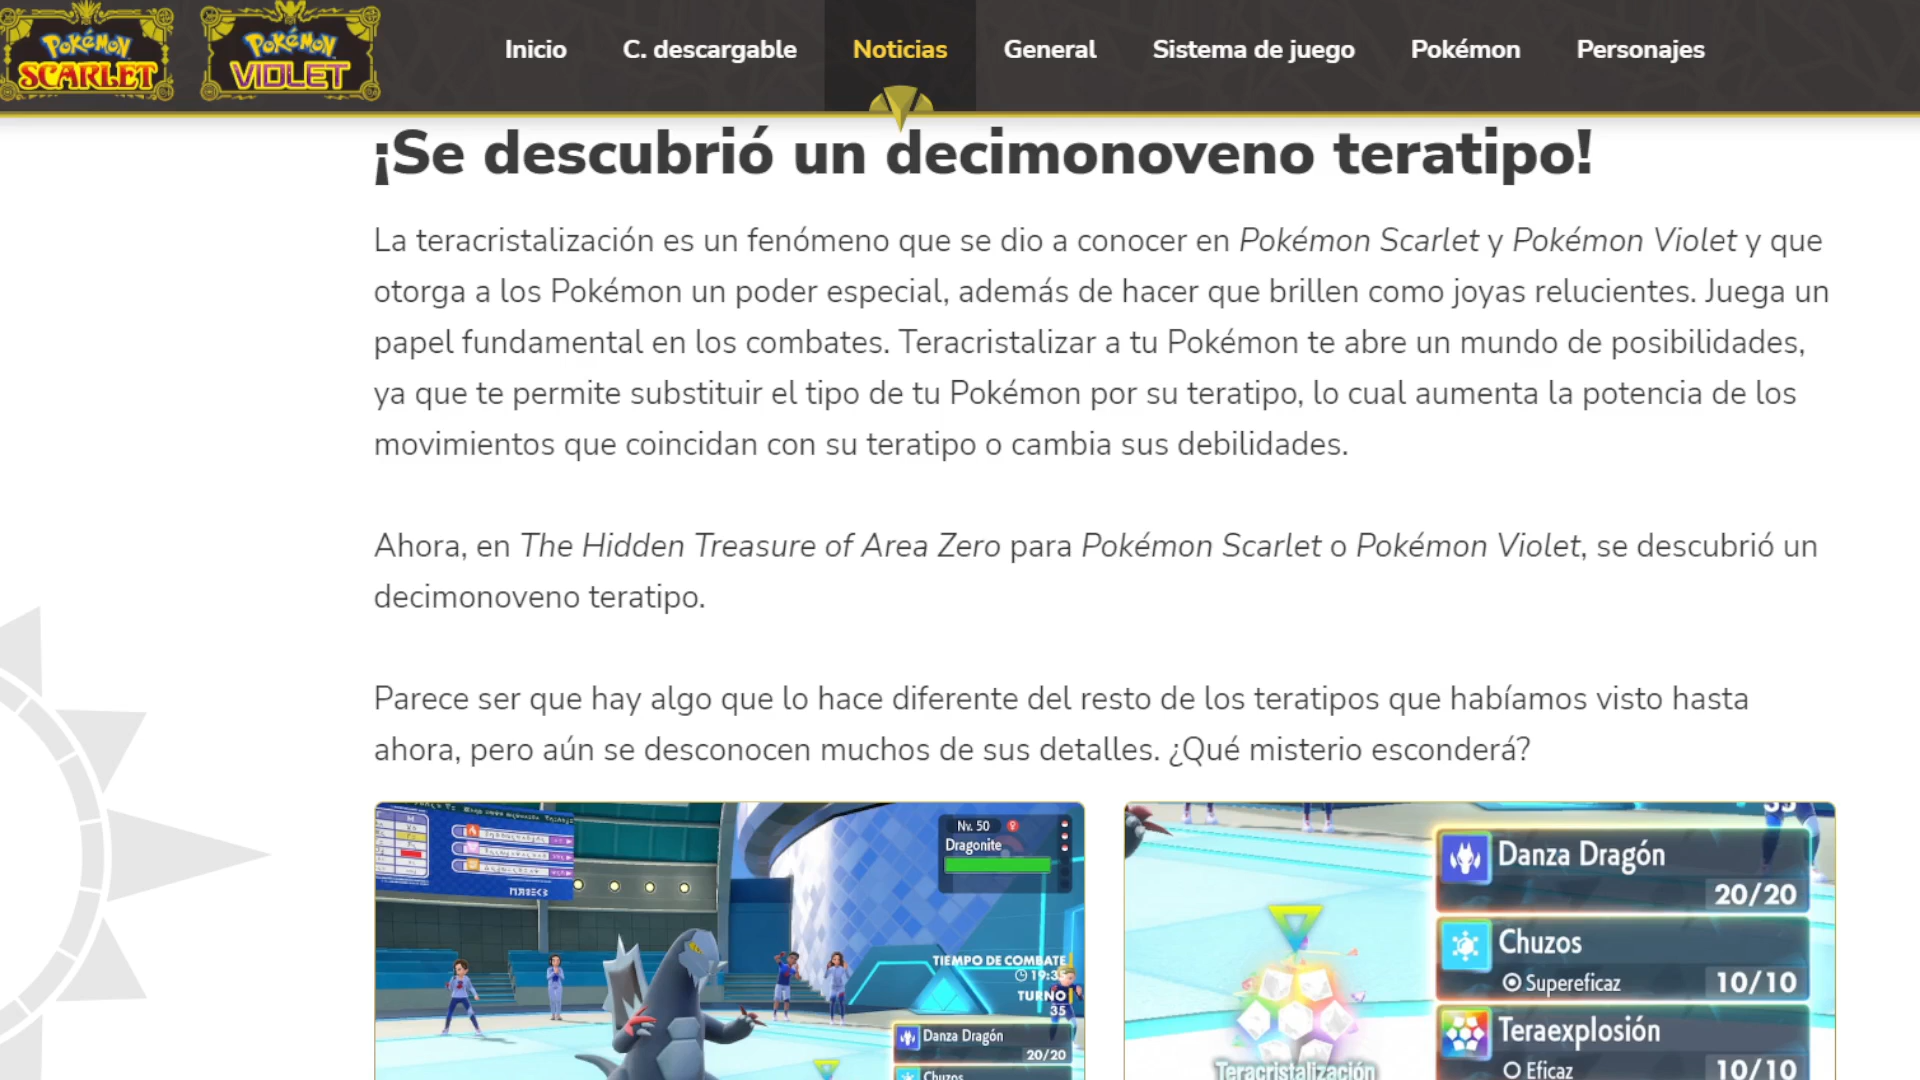 POKÉMON SCARLET
POKÉMON VIOLET
Inicio
C. descargable
Noticias
General
Sistema de juego
Pokémon
Personajes
¡Se descubrió un decimonoveno teratipo!
La teracristalización es un fenómeno que se dio a conocer en Pokémon Scarlet y Pokémon Violet y que
otorga a los Pokémon un poder especial, además de hacer que brillen como joyas relucientes. Juega un
papel fundamental en los combates. Teracristalizar a tu Pokémon te abre un mundo de posibilidades,
ya que te permite substituir el tipo de tu Pokémon por su teratipo, lo cual aumenta la potencia de los
movimientos que coincidan con su teratipo o cambia sus debilidades.
Ahora, en The Hidden Treasure of Area Zero para Pokémon Scarlet o Pokémon Violet, se descubrió un
decimonoveno teratipo.
Parece ser que hay algo que lo hace diferente del resto de los teratipos que habíamos visto hasta
ahora, pero aún se desconocen muchos de sus detalles. ¿Qué misterio esconderá?
Nv. 50
Dragonite
TIEMPO DE COMBATE
19:35
TURNO
35
Danza Dragón
20/20
Chuzos
35
Danza Dragón
20/20
Chuzos
Supereficaz
10/10
Teraexplosión
Eficaz
10/10
Teracristalización